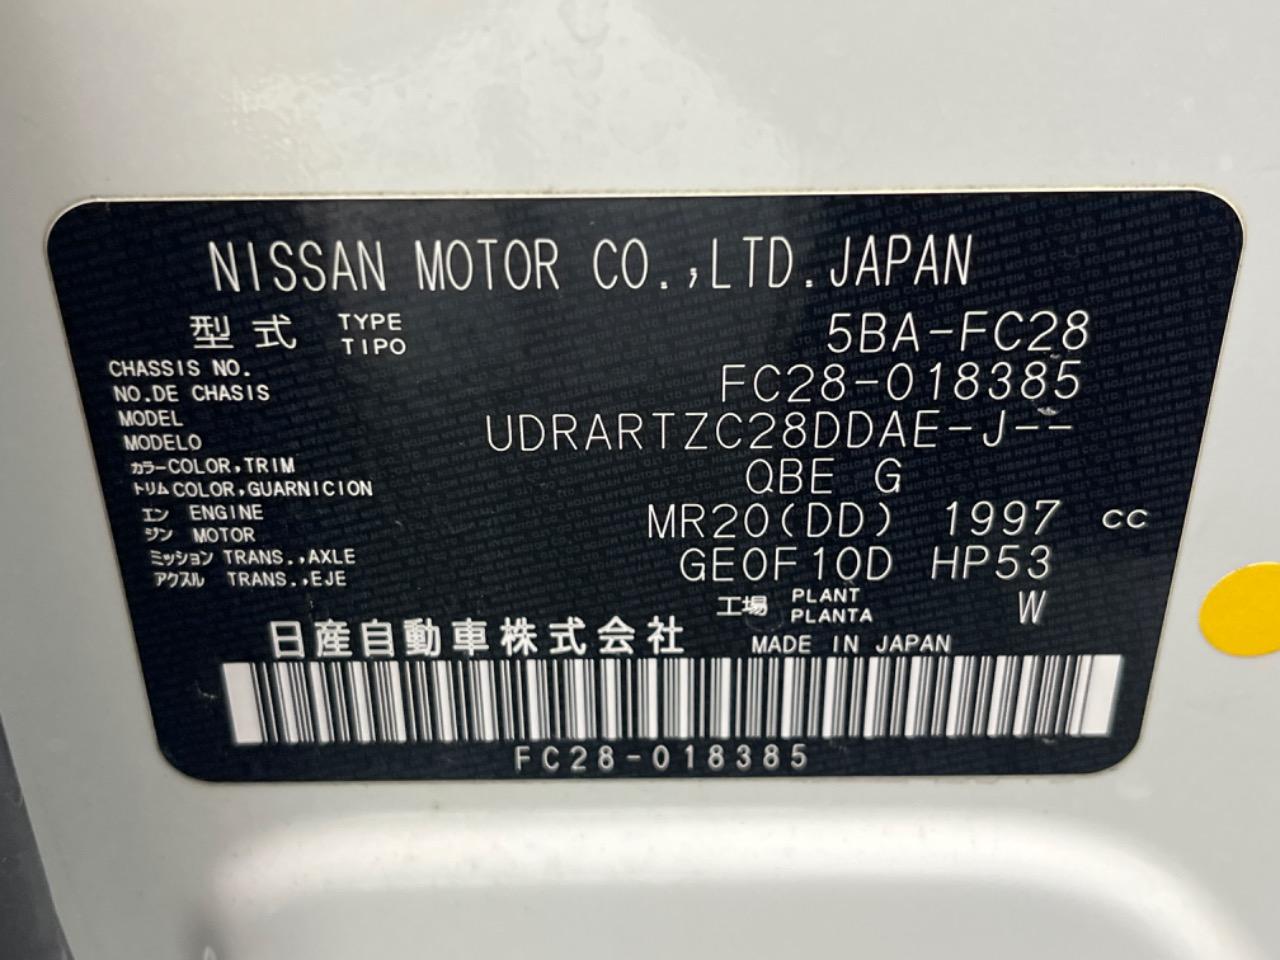 NISSAN MOTOR CO.,LTD.JAPAN
型式 TYPE TIPO 5BA-FC28
CHASSIS NO.
NO.DE CHASIS FC28-018385
MODEL
MODELO UDRARTZC28DDAE-J--
カラー COLOR,TRIM
トリム COLOR,GUARNICION QBE G
エン ENGINE
ジン MOTOR MR20(DD) 1997 cc
ミッション TRANS.,AXLE
アクスル TRANS.,EJE GE0F10D HP53
工場 PLANT PLANTA W
日産自動車株式会社 MADE IN JAPAN
FC28-018385